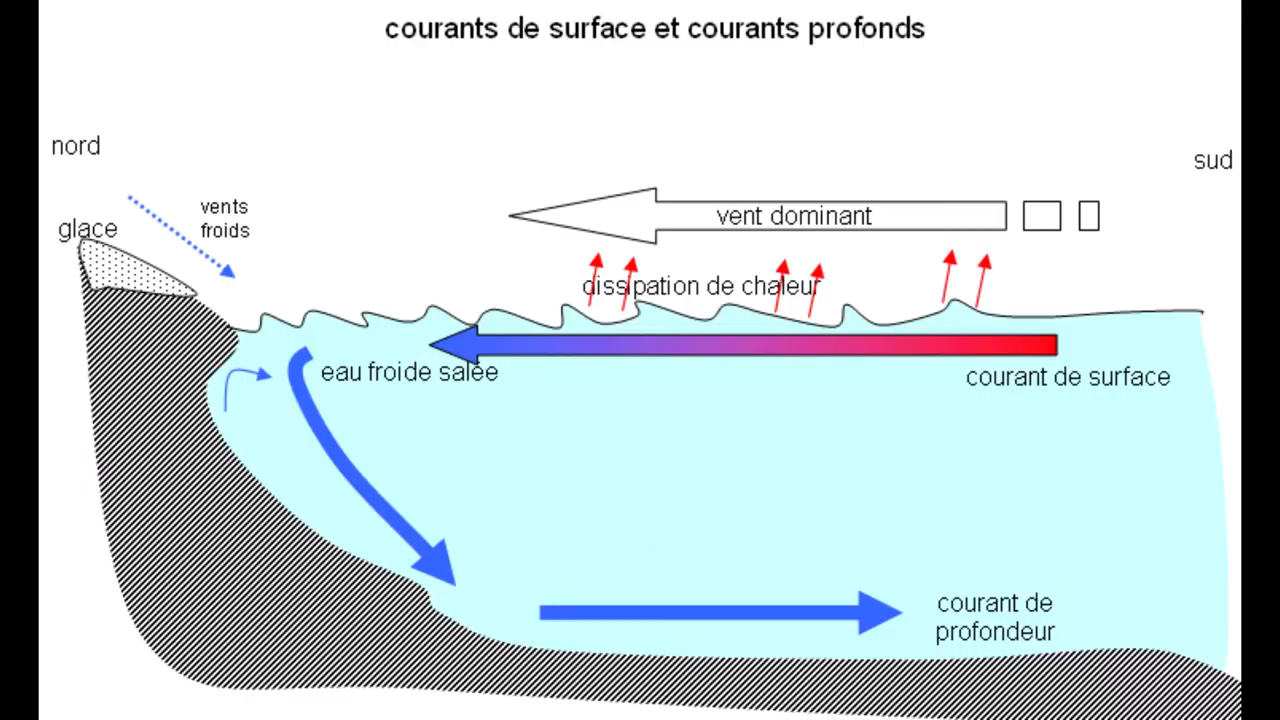 courants de surface et courants profonds
nord
sud
vents
froids
vent dominant
glace
dissipation de chaleur
eau froide salée
courant de surface
courant de
profondeur